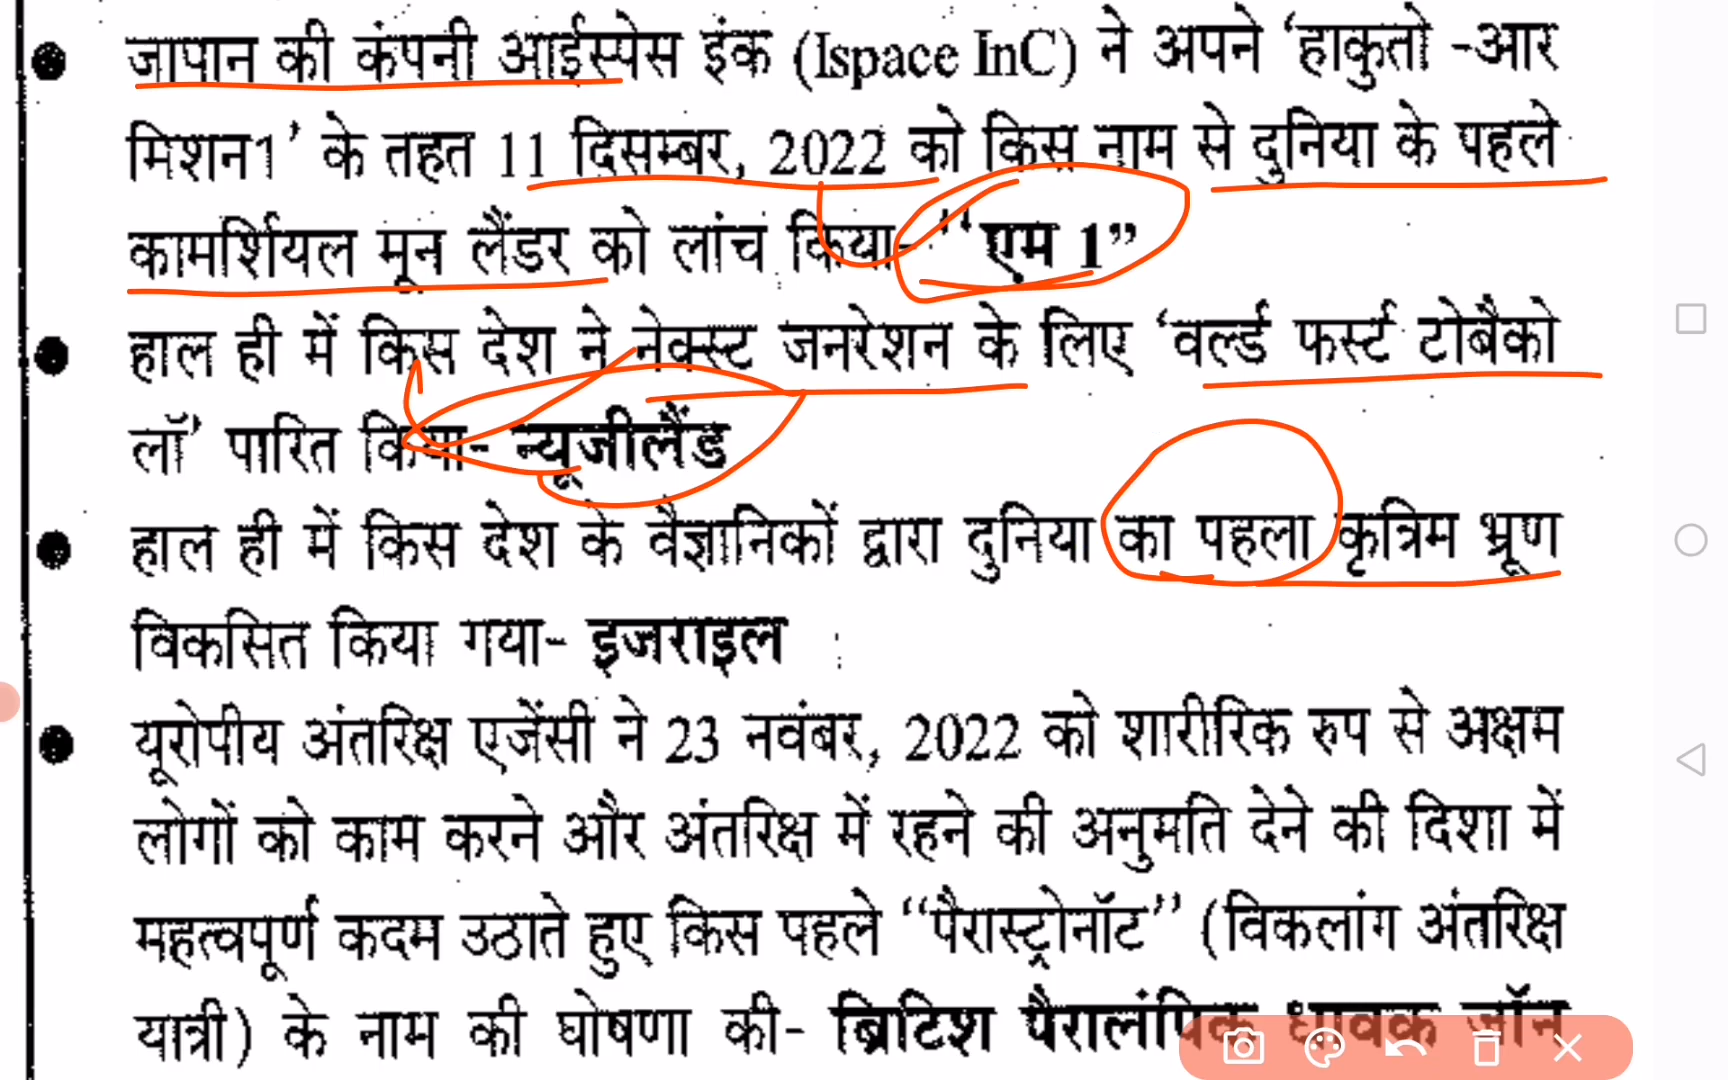 जापान की कंपनी आईस्पेस इंक (Ispace InC) ने अपने ‘हाकुतो -आर
मिशन1’ के तहत 11 दिसम्बर, 2022 को किस नाम से दुनिया के पहले
कामर्शियल मून लैंडर को लांच किया- ‘‘एम 1”
हाल ही में किस देश ने नेक्स्ट जनरेशन के लिए ‘वर्ल्ड फर्स्ट टोबैको
लॉ’ पारित किया- न्यूजीलैंड
हाल ही में किस देश के वैज्ञानिकों द्वारा दुनिया का पहला कृत्रिम भ्रूण
विकसित किया गया- इजराइल
यूरोपीय अंतरिक्ष एजेंसी ने 23 नवंबर, 2022 को शारीरिक रुप से अक्षम
लोगों को काम करने और अंतरिक्ष में रहने की अनुमति देने की दिशा में
महत्वपूर्ण कदम उठाते हुए किस पहले ‘‘पैरास्ट्रोनॉट’’ (विकलांग अंतरिक्ष
यात्री) के नाम की घोषणा की- ब्रिटिश पैरालंपिक धावक जॉन